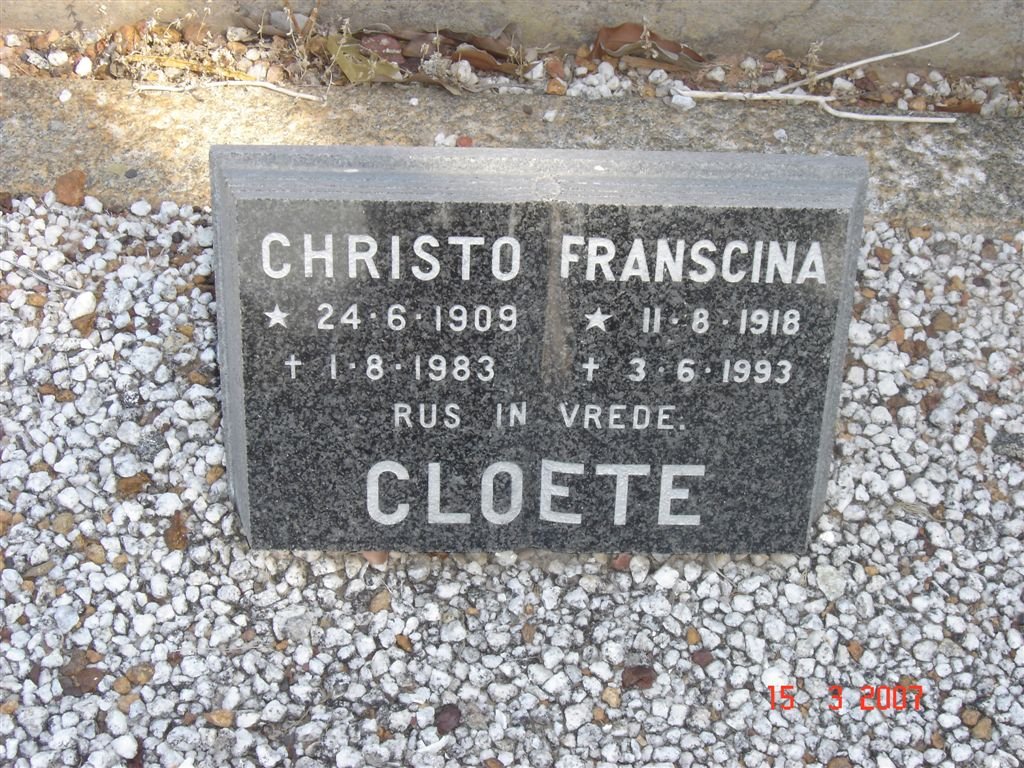 CHRISTO FRANSCINA
★ 24·6·1909 ★ 11·8·1918
† 1·8·1983 † 3·6·1993
RUS IN VREDE.
CLOETE
15. 3 2007